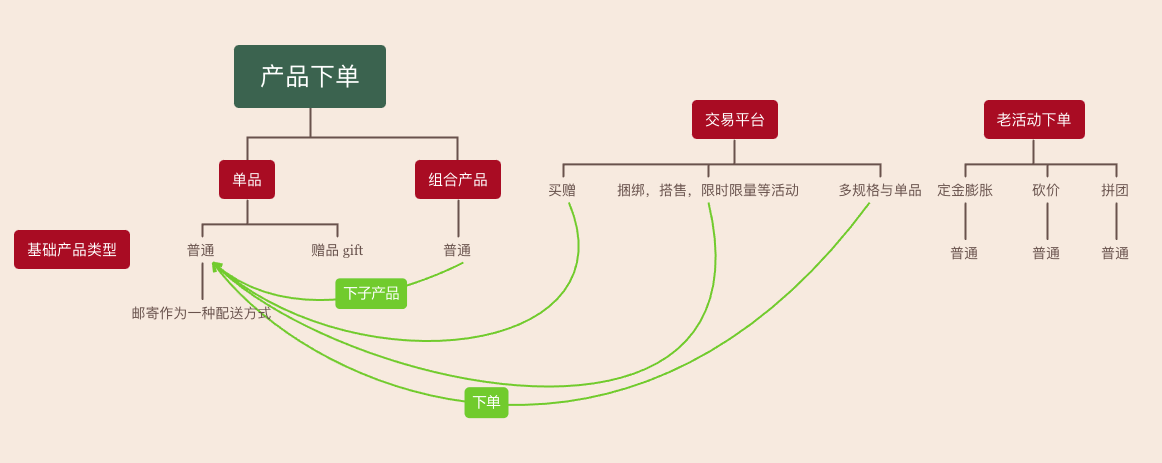 产品下单
交易平台
老活动下单
单品
组合产品
买赠
捆绑，搭售，限时限量等活动
多规格与单品
定金膨胀
砍价
拼团
基础产品类型
普通
赠品 gift
普通
普通
普通
普通
下子产品
邮寄作为一种配送方式
下单